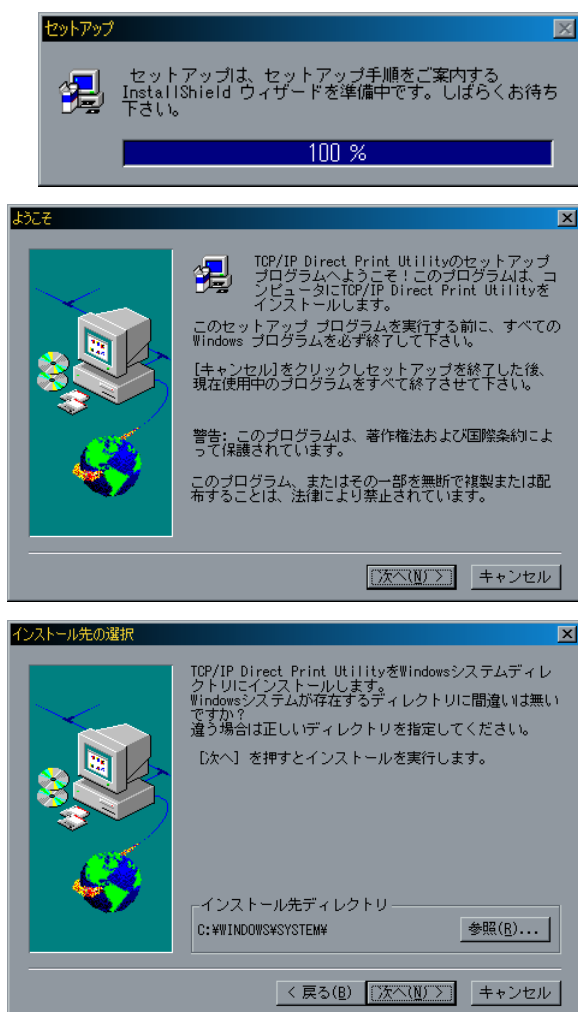 セットアップ
セットアップは、セットアップ手順をご案内する
InstallShield ウィザードを準備中です。しばらくお待ち
下さい。
100 %
ようこそ
TCP/IP Direct Print Utilityのセットアップ
プログラムへようこそ！このプログラムは、コ
ンピュータにTCP/IP Direct Print Utilityを
インストールします。
このセットアップ プログラムを実行する前に、すべての
Windows プログラムを必ず終了して下さい。
[キャンセル]をクリックしセットアップを終了した後、
現在使用中のプログラムをすべて終了させて下さい。
警告: このプログラムは、著作権法および国際条約によ
って保護されています。
このプログラム、またはその一部を無断で複製または配
布することは、法律により禁止されています。
次へ(N) >
キャンセル
インストール先の選択
TCP/IP Direct Print UtilityをWindowsシステムディレ
クトリにインストールします。
Windowsシステムが存在するディレクトリに間違いは無い
ですか？
違う場合は正しいディレクトリを指定してください。
[次へ] を押すとインストールを実行します。
インストール先ディレクトリ
C:¥WINDOWS¥SYSTEM¥
参照(R)...
< 戻る(B)
次へ(N) >
キャンセル